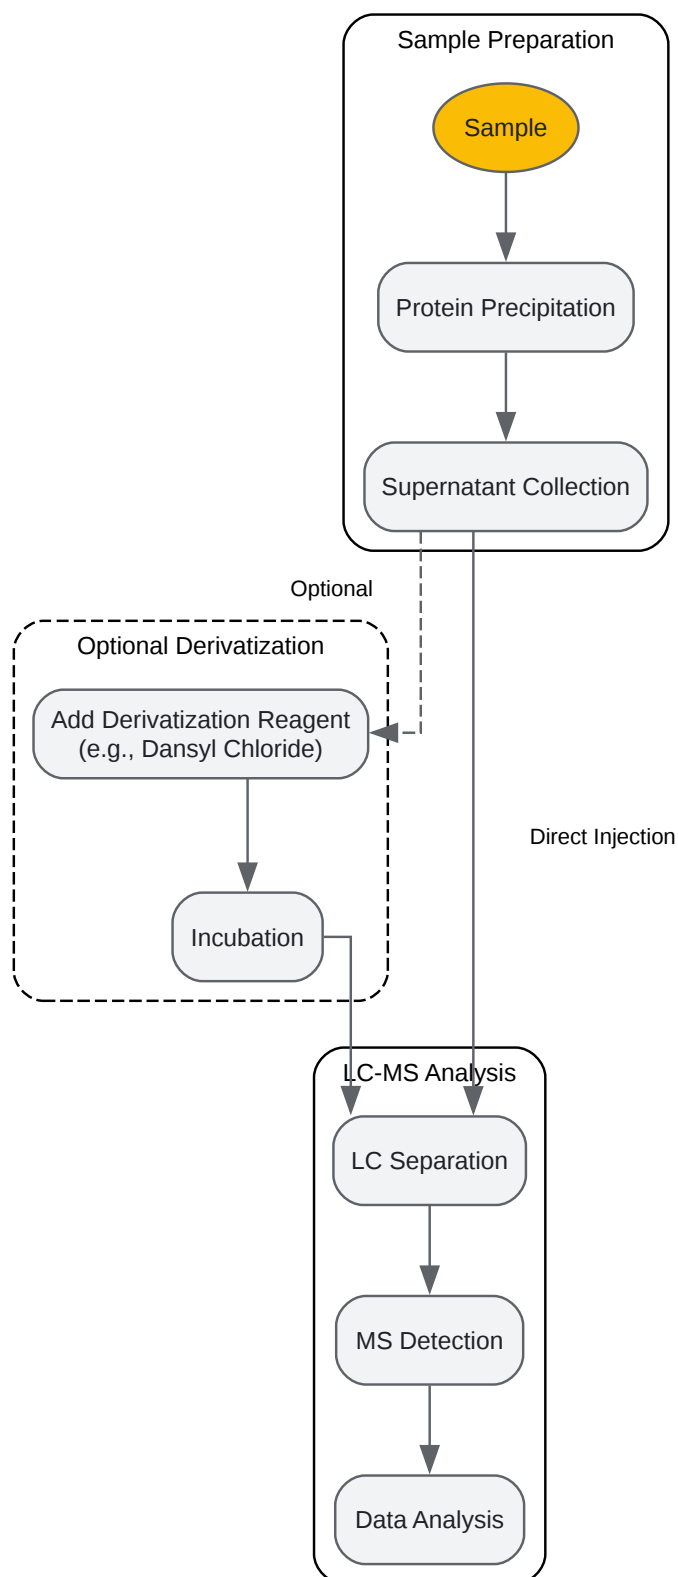 Sample Preparation
Sample
Protein Precipitation
Supernatant Collection
Optional
Optional Derivatization
Add Derivatization Reagent
(e.g., Dansyl Chloride)
Direct Injection
Incubation
LC-MS Analysis
LC Separation
MS Detection
Data Analysis